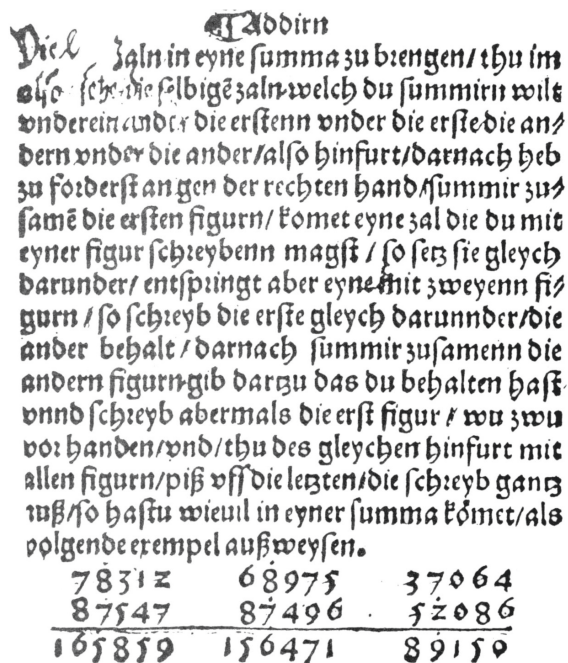 Addirn
Viel Zaln in eyne summa zu brengen/ thu im
also sehe die selbigē zaln welch du summirn wilt
vnderein ander die erstenn vnder die erste die an/
dern vnder die ander/also hinfurt/darnach heb
zu forderst an gen der rechten hand/summir zu/
samē die ersten figurn/ komet eyne zal die du mit
eyner figur schreybenn magst/ so setz sie gleych
darunder/ entspringt aber eyne mit zweyenn fi/
gurn/ so schreyb die erste gleych darunnder/die
ander behalt/ darnach summir zusamenn die
andern figurn gib dartzu das du behalten hast
vnnd schreyb abermals die erst figur/ wu zwu
vor handen/vnd/thu des gleychen hinfurt mit
allen figurn/piß vff die letzten/die schreyb gantz
auß/so hastu wieuil in eyner summa kōmet/als
volgende exempel außweysen.
78312 68975 37064
87547 87496 52086
165859 156471 89150